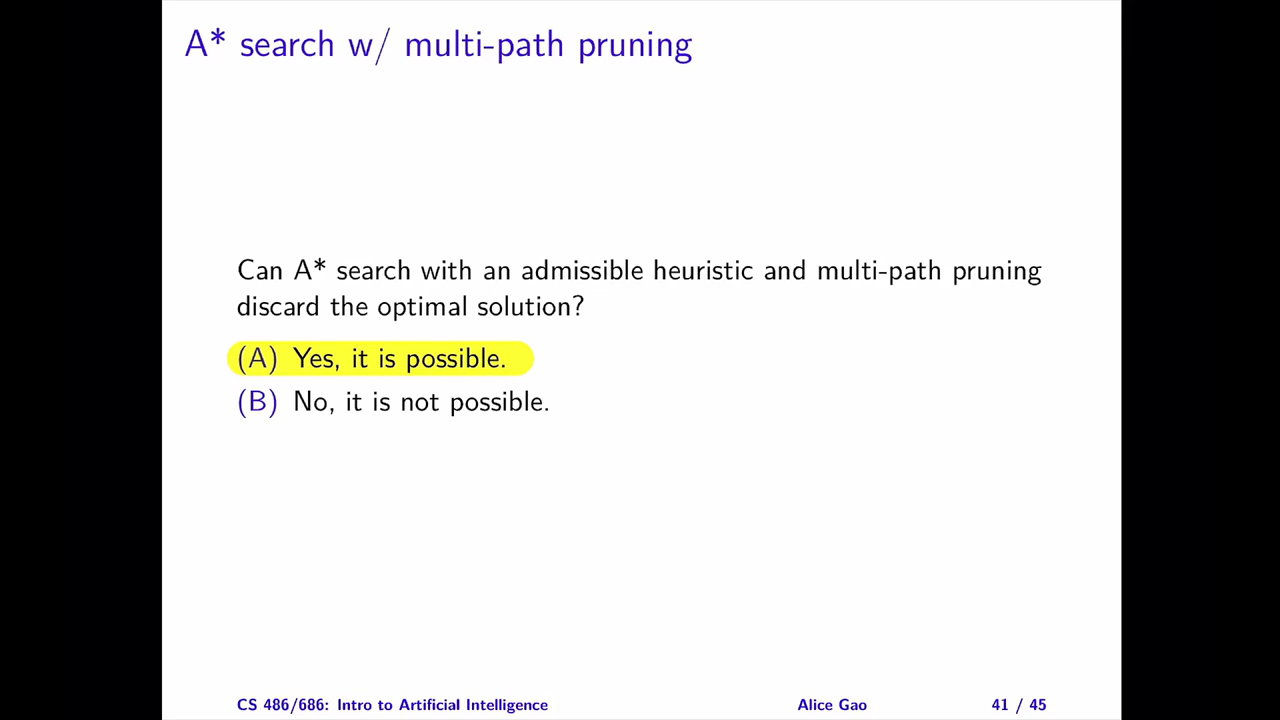 A* search w/ multi-path pruning
Can A* search with an admissible heuristic and multi-path pruning
discard the optimal solution?
(A) Yes, it is possible.
(B) No, it is not possible.
CS 486/686: Intro to Artificial Intelligence Alice Gao 41 / 45